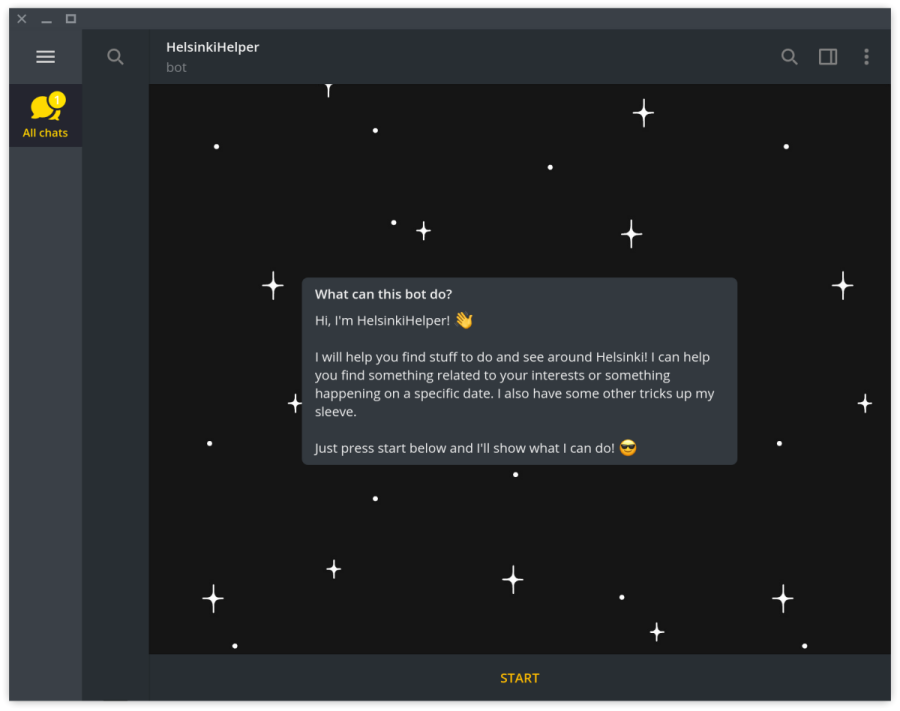 HelsinkiHelper
bot
1
All chats
What can this bot do?
Hi, I'm HelsinkiHelper! 👋
I will help you find stuff to do and see around Helsinki! I can help
you find something related to your interests or something
happening on a specific date. I also have some other tricks up my
sleeve.
Just press start below and I'll show what I can do! 😎
START